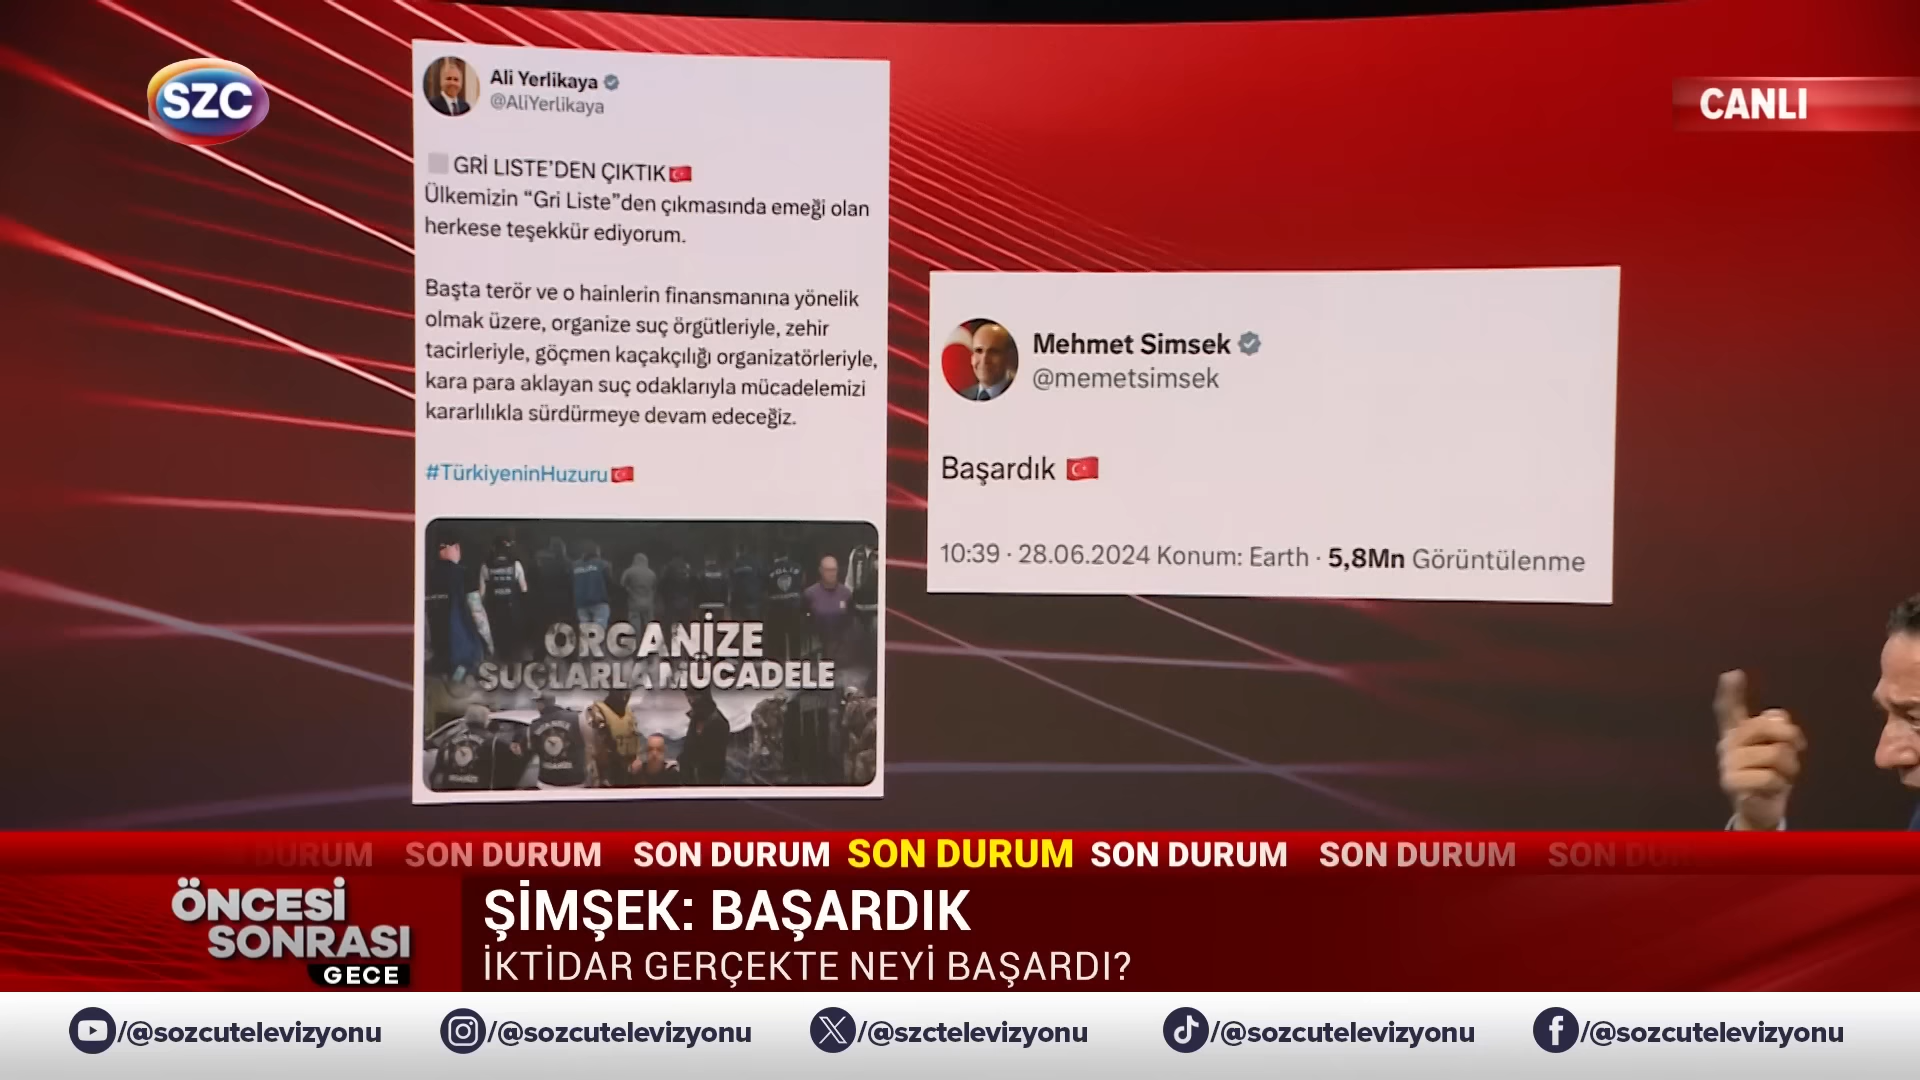 SZC
CANLI
Ali Yerlikaya
@AliYerlikaya
GRİ LISTE'DEN ÇIKTIK
Ülkemizin “Gri Liste”den çıkmasında emeği olan
herkese teşekkür ediyorum.
Başta terör ve o hainlerin finansmanına yönelik
olmak üzere, organize suç örgütleriyle, zehir
tacirleriyle, göçmen kaçakçılığı organizatörleriyle,
kara para aklayan suç odaklarıyla mücadelemizi
kararlılıkla sürdürmeye devam edeceğiz.
#TürkiyeninHuzuru
ORGANİZE
SUÇLARLA MÜCADELE
Mehmet Simsek
@memetsimsek
Başardık
10:39 · 28.06.2024 Konum: Earth · 5,8Mn Görüntülenme
DURUM SON DURUM SON DURUM SON DURUM SON DURUM SON DURUM SON
ÖNCESİ
SONRASI
GECE
ŞİMŞEK: BAŞARDIK
İKTİDAR GERÇEKTE NEYİ BAŞARDI?
/@sozcutelevizyonu /@sozcutelevizyonu /@szctelevizyonu /@sozcutelevizyonu /@sozcutelevizyonu